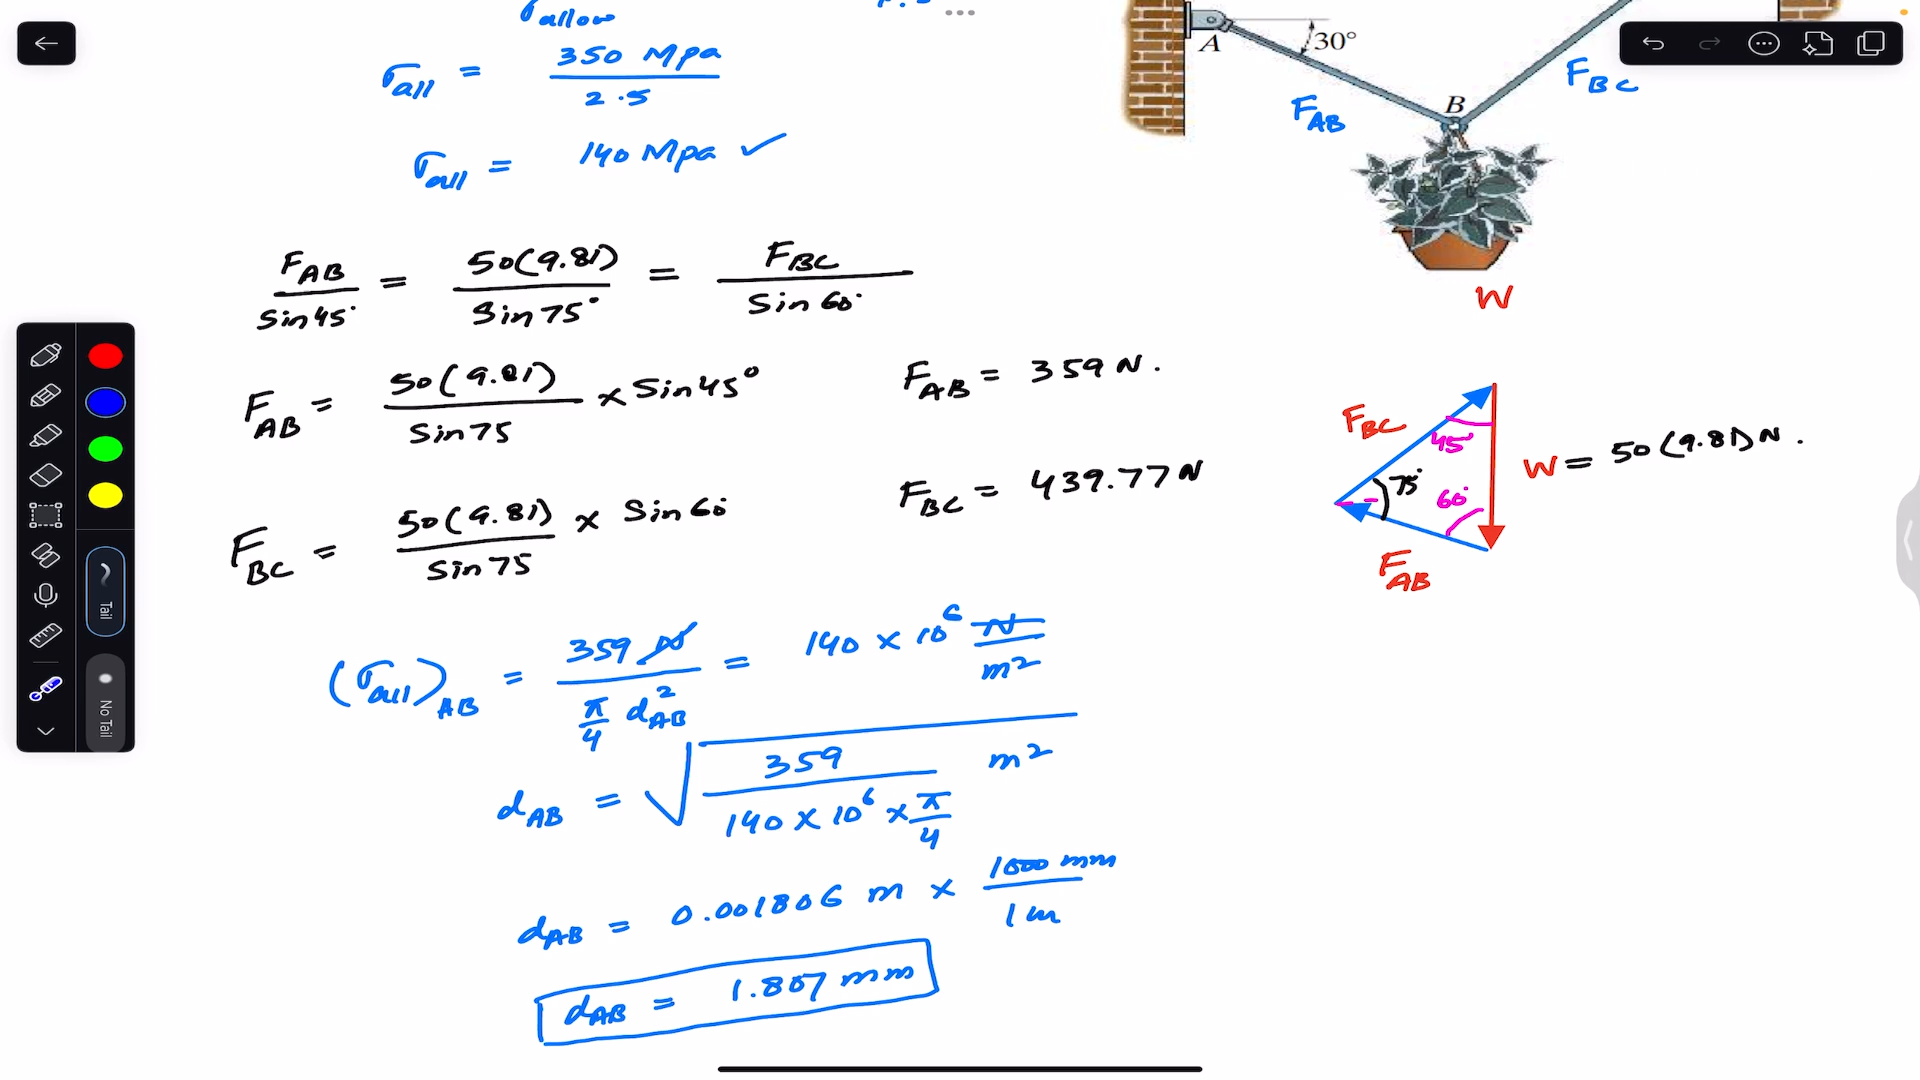 σallow
σall = 350 Mpa / 2.5
σall = 140 Mpa ✓
A
30°
B
FAB
FBC
W
FAB / Sin45° = 50(9.81) / Sin75° = FBC / Sin60°
FAB = 50(9.81) / Sin75 × Sin45°
FAB = 359 N.
FBC = 50(9.81) / Sin75 × Sin60°
FBC = 439.77 N
FBC
45°
75°
60°
FAB
W = 50(9.81) N.
(σall)AB = 359 N / π/4 dAB² = 140 × 10⁶ N/m²
dAB = √ 359 / 140 × 10⁶ × π/4 m²
dAB = 0.001806 m × 1000 mm / 1 m
dAB = 1.807 mm
Tail
No Tail